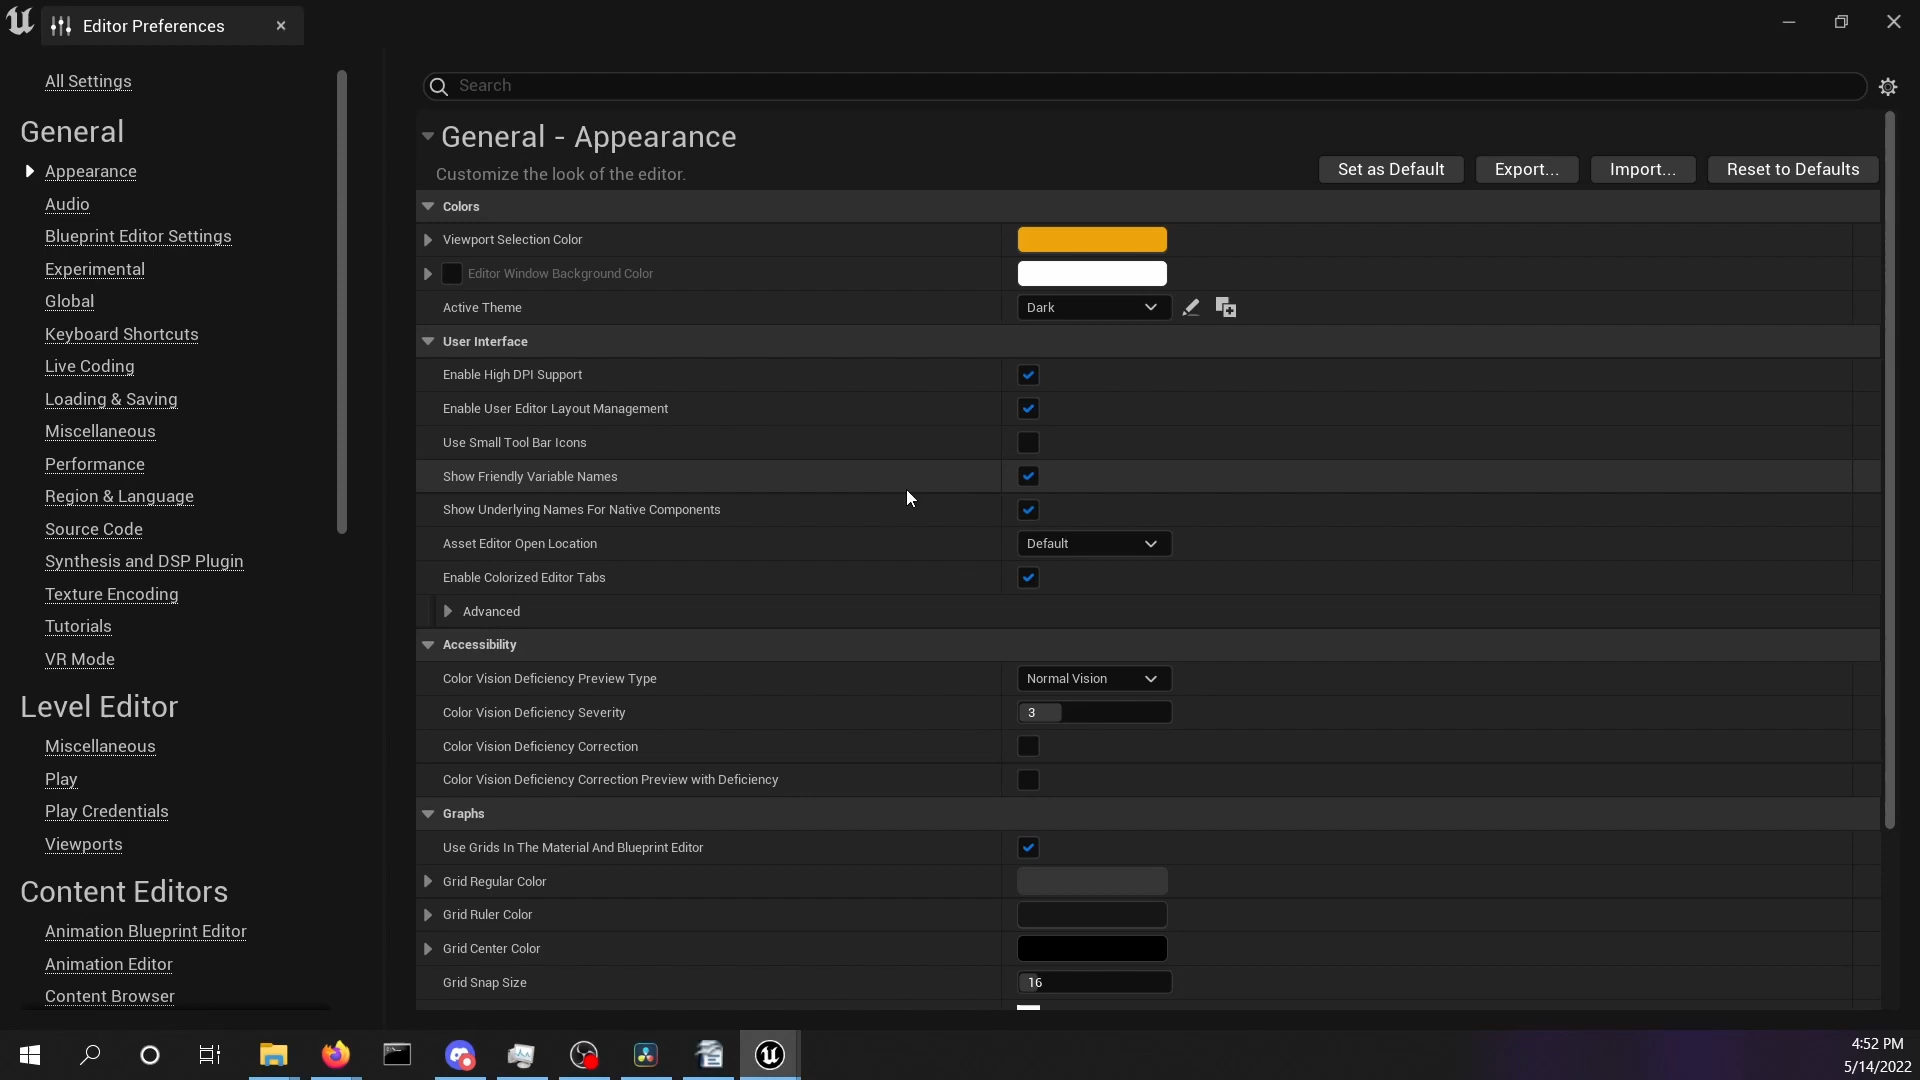 Editor Preferences
All Settings
General
Appearance
Audio
Blueprint Editor Settings
Experimental
Global
Keyboard Shortcuts
Live Coding
Loading & Saving
Miscellaneous
Performance
Region & Language
Source Code
Synthesis and DSP Plugin
Texture Encoding
Tutorials
VR Mode
Level Editor
Miscellaneous
Play
Play Credentials
Viewports
Content Editors
Animation Blueprint Editor
Animation Editor
Content Browser
Search
General - Appearance
Customize the look of the editor.
Set as Default Export... Import... Reset to Defaults
Colors
Viewport Selection Color
Editor Window Background Color
Active Theme Dark
User Interface
Enable High DPI Support
Enable User Editor Layout Management
Use Small Tool Bar Icons
Show Friendly Variable Names
Show Underlying Names For Native Components
Asset Editor Open Location Default
Enable Colorized Editor Tabs
Advanced
Accessibility
Color Vision Deficiency Preview Type Normal Vision
Color Vision Deficiency Severity 3
Color Vision Deficiency Correction
Color Vision Deficiency Correction Preview with Deficiency
Graphs
Use Grids In The Material And Blueprint Editor
Grid Regular Color
Grid Ruler Color
Grid Center Color
Grid Snap Size 16
4:52 PM
5/14/2022